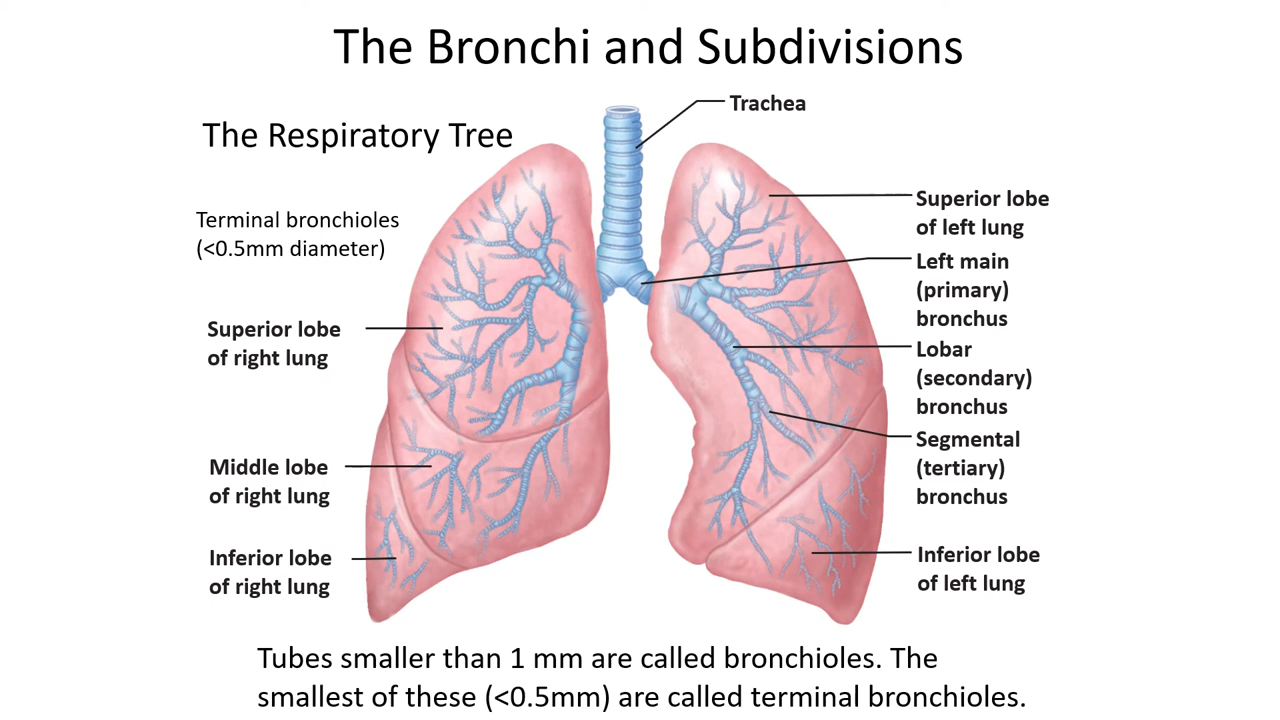 The Bronchi and Subdivisions
The Respiratory Tree
Trachea
Terminal bronchioles
(<0.5mm diameter)
Superior lobe
of right lung
Middle lobe
of right lung
Inferior lobe
of right lung
Superior lobe
of left lung
Left main
(primary)
bronchus
Lobar
(secondary)
bronchus
Segmental
(tertiary)
bronchus
Inferior lobe
of left lung
Tubes smaller than 1 mm are called bronchioles. The
smallest of these (<0.5mm) are called terminal bronchioles.